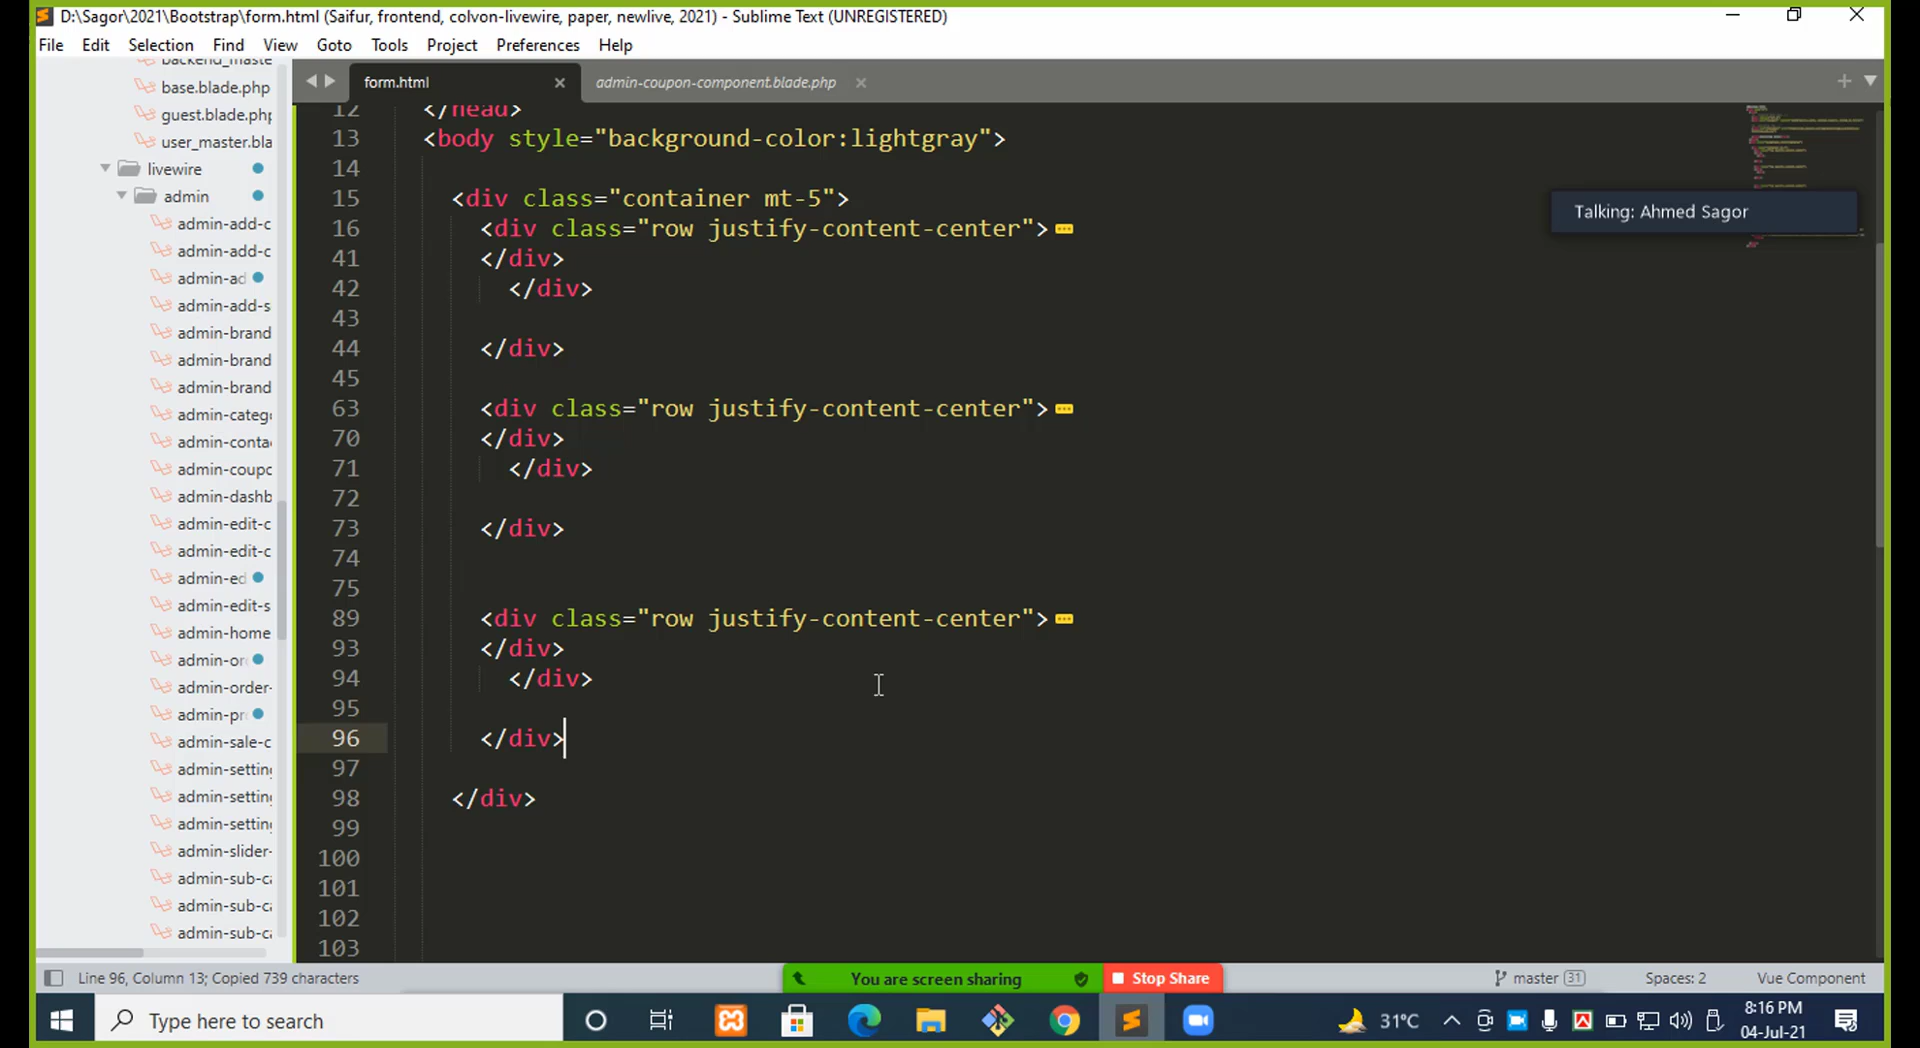 D:\Sagor\2021\Bootstrap\form.html (Saifur, frontend, colvon-livewire, paper, newlive, 2021) - Sublime Text (UNREGISTERED)
File Edit Selection Find View Goto Tools Project Preferences Help
backend_maste
base.blade.php
guest.blade.php
user_master.bla
livewire
admin
admin-add-c
admin-add-c
admin-ad
admin-add-s
admin-brand
admin-brand
admin-brand
admin-catego
admin-conta
admin-coupo
admin-dashb
admin-edit-c
admin-edit-c
admin-ed
admin-edit-s
admin-home
admin-or
admin-order-
admin-pr
admin-sale-c
admin-setting
admin-setting
admin-setting
admin-slider-
admin-sub-ca
admin-sub-ca
admin-sub-ca
form.html
admin-coupon-component.blade.php
12 </head>
13 <body style="background-color:lightgray">
14
15 <div class="container mt-5">
16 <div class="row justify-content-center">
41 </div>
42 </div>
43
44 </div>
45
63 <div class="row justify-content-center">
70 </div>
71 </div>
72
73 </div>
74
75
89 <div class="row justify-content-center">
93 </div>
94 </div>
95
96 </div>
97
98 </div>
99
100
101
102
103
Talking: Ahmed Sagor
Line 96, Column 13; Copied 739 characters
You are screen sharing
Stop Share
master 31
Spaces: 2
Vue Component
Type here to search
31°C
8:16 PM
04-Jul-21